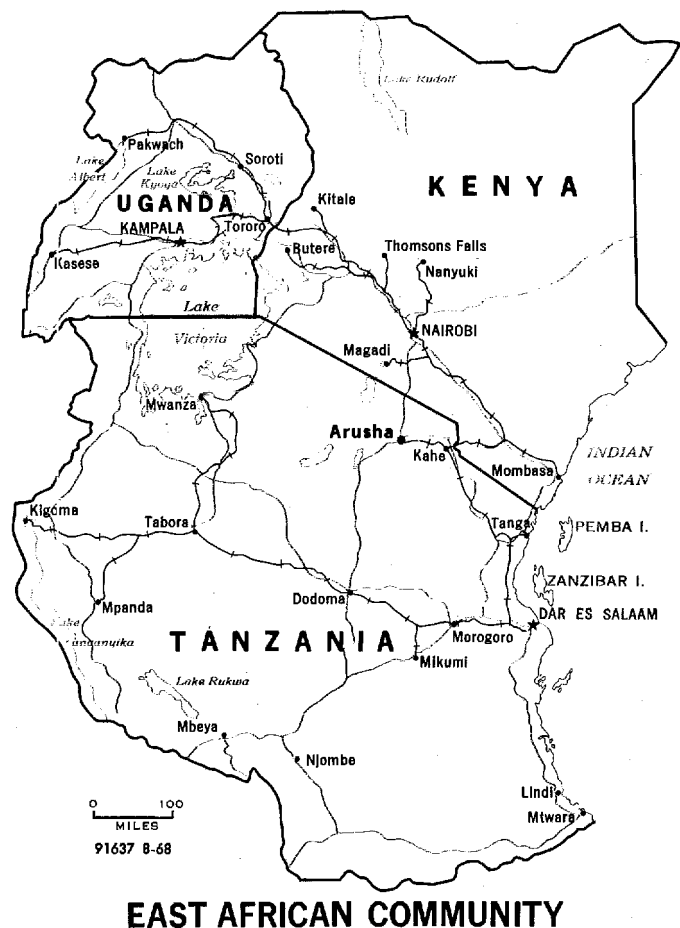 Lake Rudolf
Pakwach
Soroti
Lake
Albert
Lake
Kyoga
KENYA
UGANDA
Kitale
KAMPALA
Tororo
Butere
Thomsons Falls
Kasese
Nanyuki
Lake
Victoria
NAIROBI
Magadi
Mwanza
Arusha
Kahe
INDIAN
OCEAN
Mombasa
Kigoma
Tabora
Tanga
PEMBA I.
ZANZIBAR I.
Dodoma
Mpanda
DAR ES SALAAM
Morogoro
Lake
Tanganyika
TANZANIA
Mikumi
Lake Rukwa
Mbeya
Njombe
Lindi
Mtwara
0 100
MILES
91637 8-68
EAST AFRICAN COMMUNITY